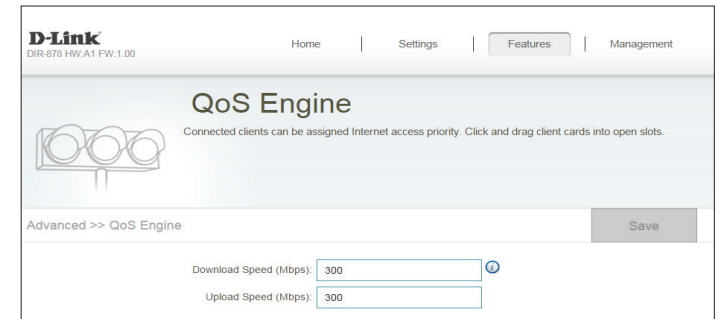 D-Link
DIR-878 HW:A1 FW:1.00
Home | Settings | Features | Management
QoS Engine
Connected clients can be assigned Internet access priority. Click and drag client cards into open slots.
Advanced >> QoS Engine
Save
Download Speed (Mbps): 300
Upload Speed (Mbps): 300